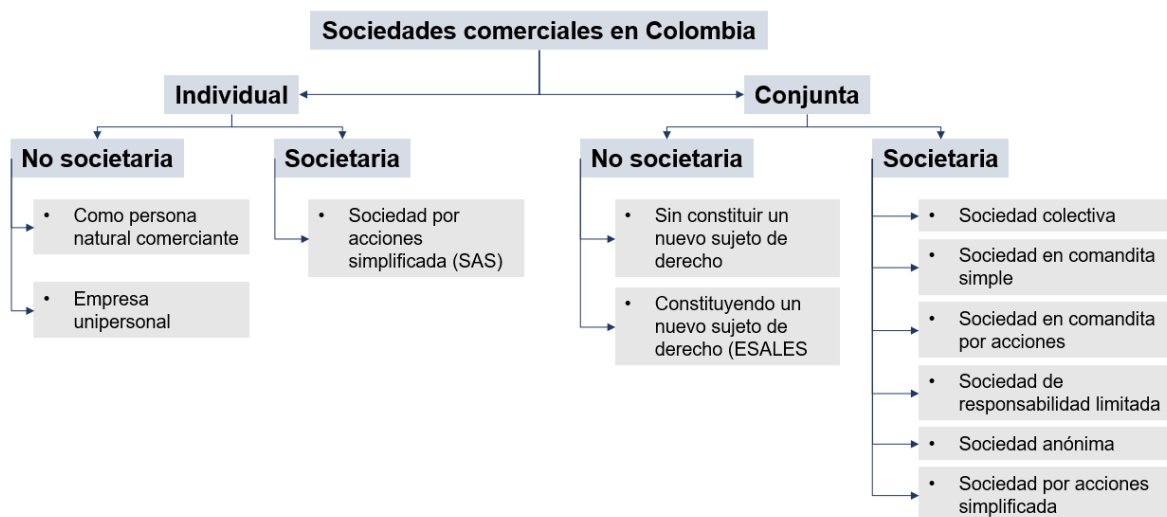 Sociedades comerciales en Colombia
Individual
Conjunta
No societaria
Societaria
No societaria
Societaria
• Como persona
natural comerciante
• Empresa
unipersonal
• Sociedad por
acciones
simplificada (SAS)
• Sin constituir un
nuevo sujeto de
derecho
• Constituyendo un
nuevo sujeto de
derecho (ESALES
• Sociedad colectiva
• Sociedad en comandita
simple
• Sociedad en comandita
por acciones
• Sociedad de
responsabilidad limitada
• Sociedad anónima
• Sociedad por acciones
simplificada